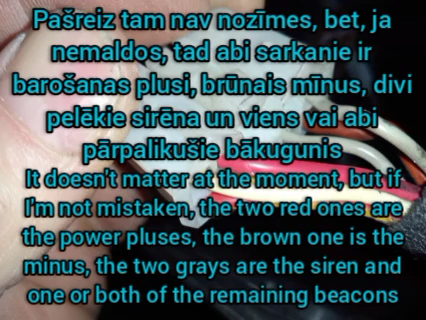 Pašreiz tam nav nozīmes, bet, ja
nemaldos, tad abi sarkanie ir
barošanas plusi, brūnais mīnus, divi
pelēkie sirēna un viens vai abi
pārpalikušie bākugunis
It doesn't matter at the moment, but if
I'm not mistaken, the two red ones are
the power pluses, the brown one is the
minus, the two grays are the siren and
one or both of the remaining beacons